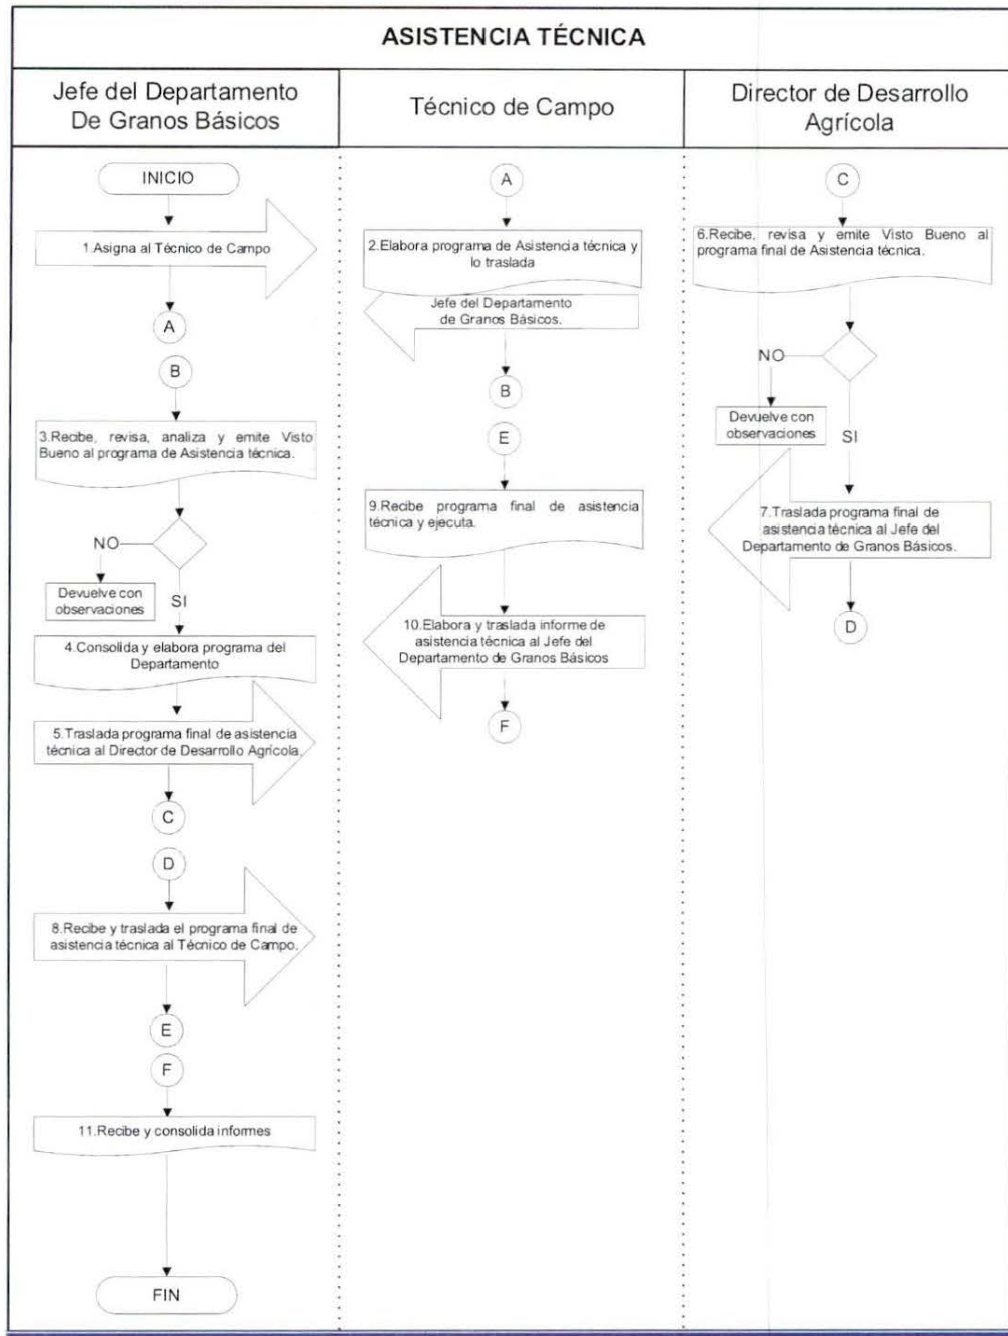 ASISTENCIA TÉCNICA
Jefe del Departamento
De Granos Básicos
INICIO
1.Asigna al Técnico de Campo
A
B
3.Recibe, revisa, analiza y emite Visto
Bueno al programa de Asistencia técnica.
NO
Devuelve con
observaciones
SI
4.Consolida y elabora programa del
Departamento
5.Traslada programa final de asistencia
técnica al Director de Desarrollo Agrícola.
C
D
8.Recibe y traslada el programa final de
asistencia técnica al Técnico de Campo.
E
F
11.Recibe y consolida informes
FIN
Técnico de Campo
A
2.Elabora programa de Asistencia técnica y
lo traslada
Jefe del Departamento
de Granos Básicos.
B
E
9.Recibe programa final de asistencia
técnica y ejecuta.
10.Elabora y traslada informe de
asistencia técnica al Jefe del
Departamento de Granos Básicos
F
Director de Desarrollo
Agrícola
C
6.Recibe, revisa y emite Visto Bueno al
programa final de Asistencia técnica.
NO
Devuelve con
observaciones
SI
7.Traslada programa final de
asistencia técnica al Jefe del
Departamento de Granos Básicos.
D